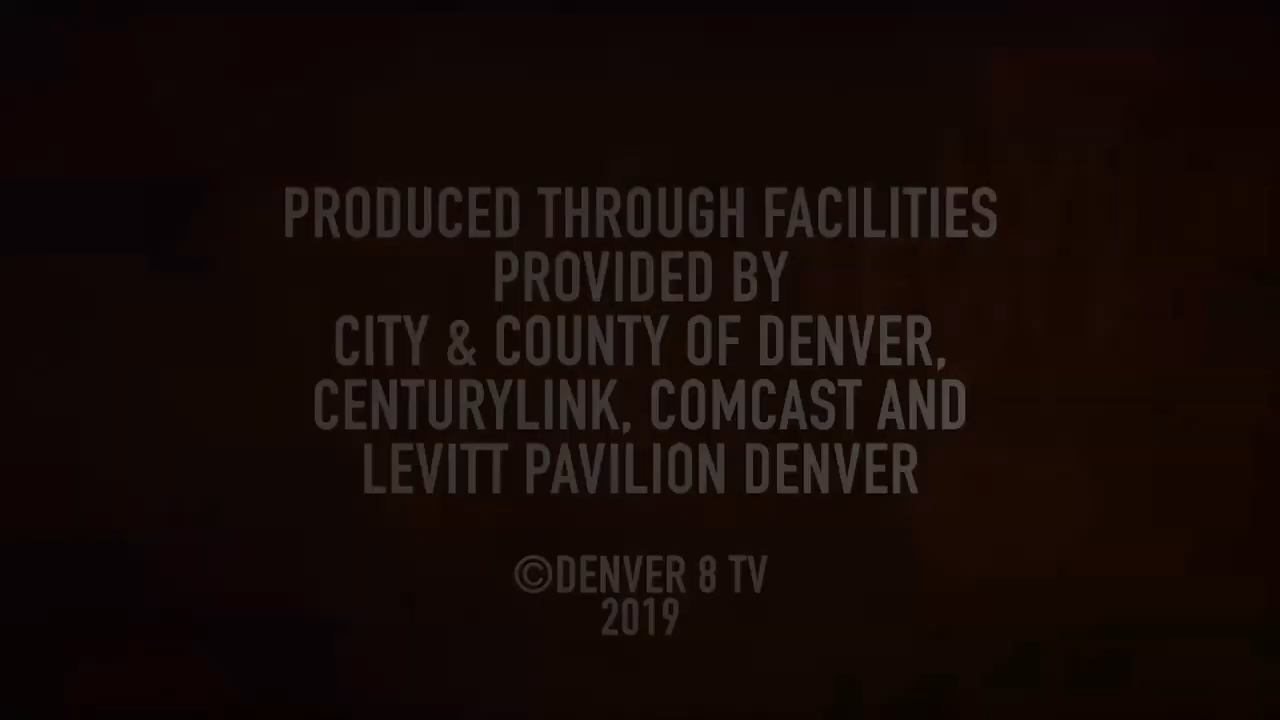 PRODUCED THROUGH FACILITIES
PROVIDED BY
CITY & COUNTY OF DENVER,
CENTURYLINK, COMCAST AND
LEVITT PAVILION DENVER
©DENVER 8 TV
2019